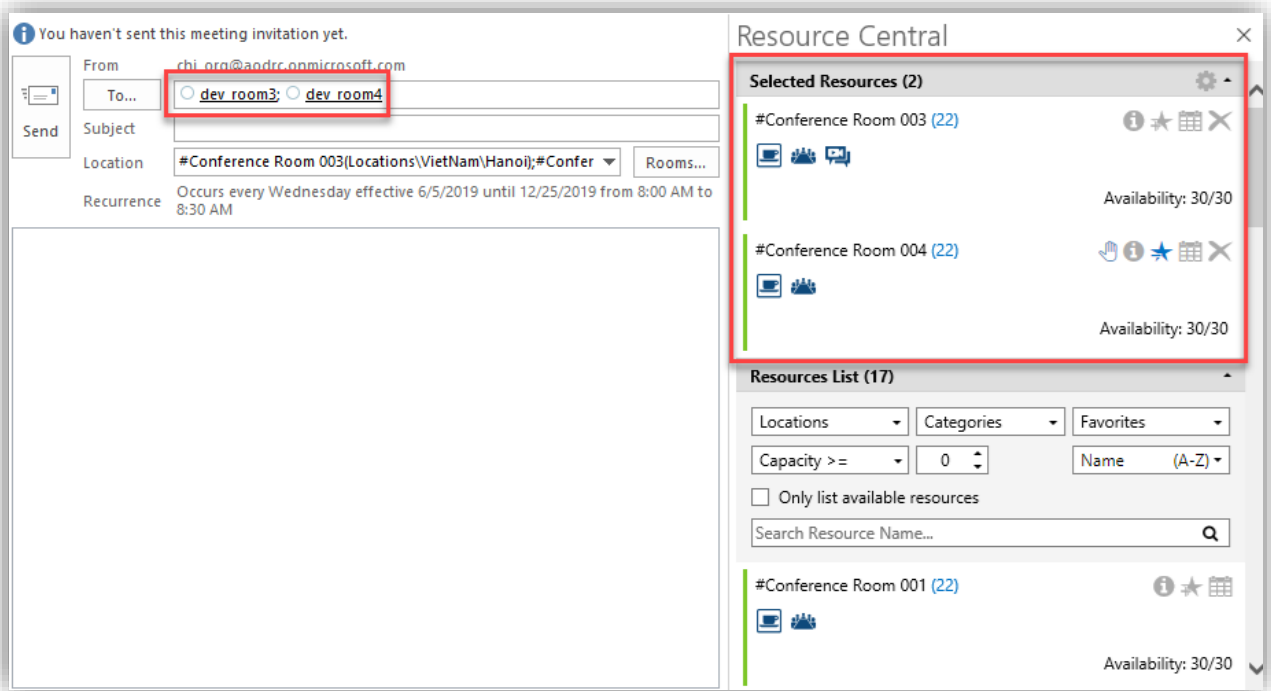 You haven't sent this meeting invitation yet.
From chi_org@aodrc.onmicrosoft.com
To... dev_room3; dev_room4
Send
Subject
Location #Conference Room 003(Locations\VietNam\Hanoi);#Confer Rooms...
Recurrence Occurs every Wednesday effective 6/5/2019 until 12/25/2019 from 8:00 AM to
8:30 AM
Resource Central
Selected Resources (2)
#Conference Room 003 (22)
Availability: 30/30
#Conference Room 004 (22)
Availability: 30/30
Resources List (17)
Locations Categories Favorites
Capacity >= 0 Name (A-Z)
Only list available resources
Search Resource Name...
#Conference Room 001 (22)
Availability: 30/30